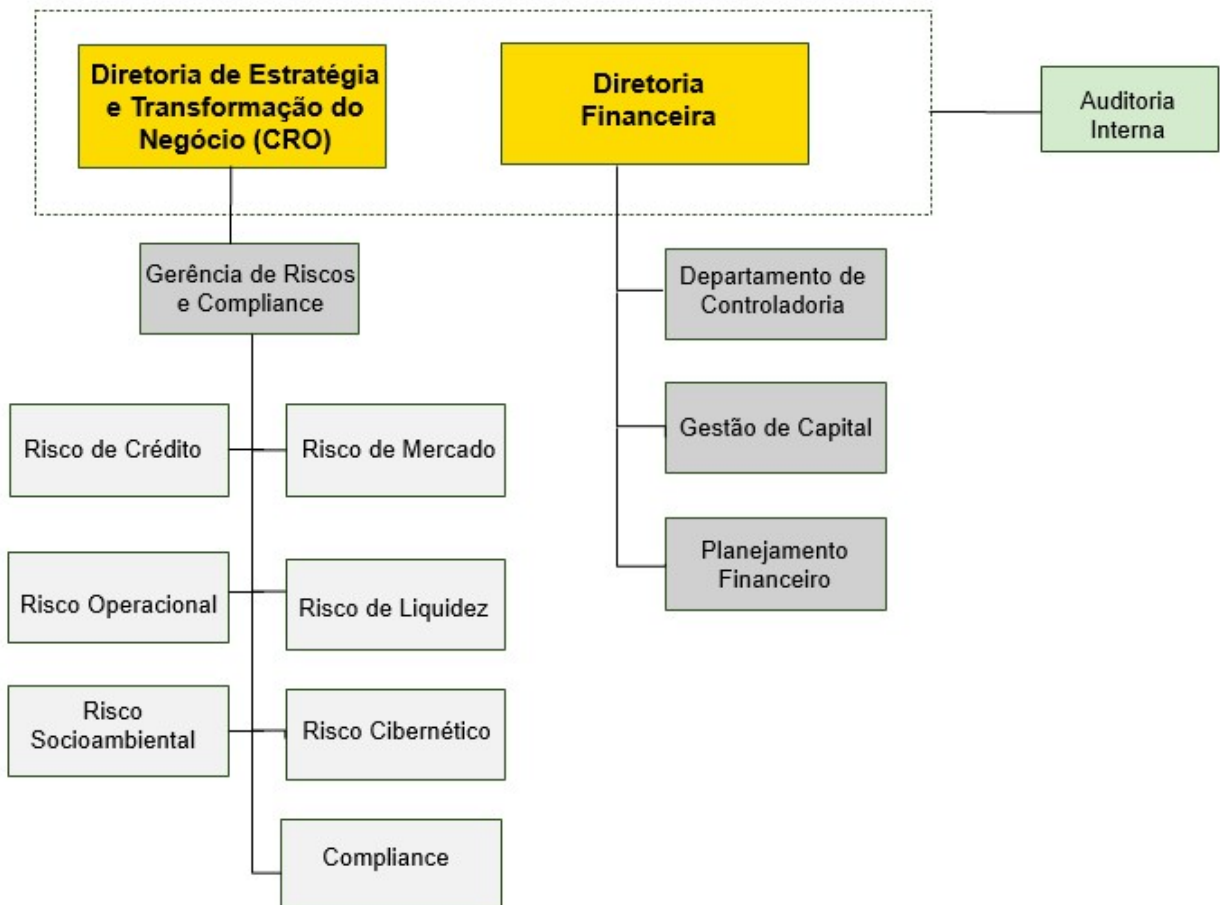 Diretoria de Estratégia
e Transformação do
Negócio (CRO)
Diretoria
Financeira
Auditoria
Interna
Gerência de Riscos
e Compliance
Departamento de
Controladoria
Gestão de Capital
Planejamento
Financeiro
Risco de Crédito
Risco de Mercado
Risco Operacional
Risco de Liquidez
Risco
Socioambiental
Risco Cibernético
Compliance